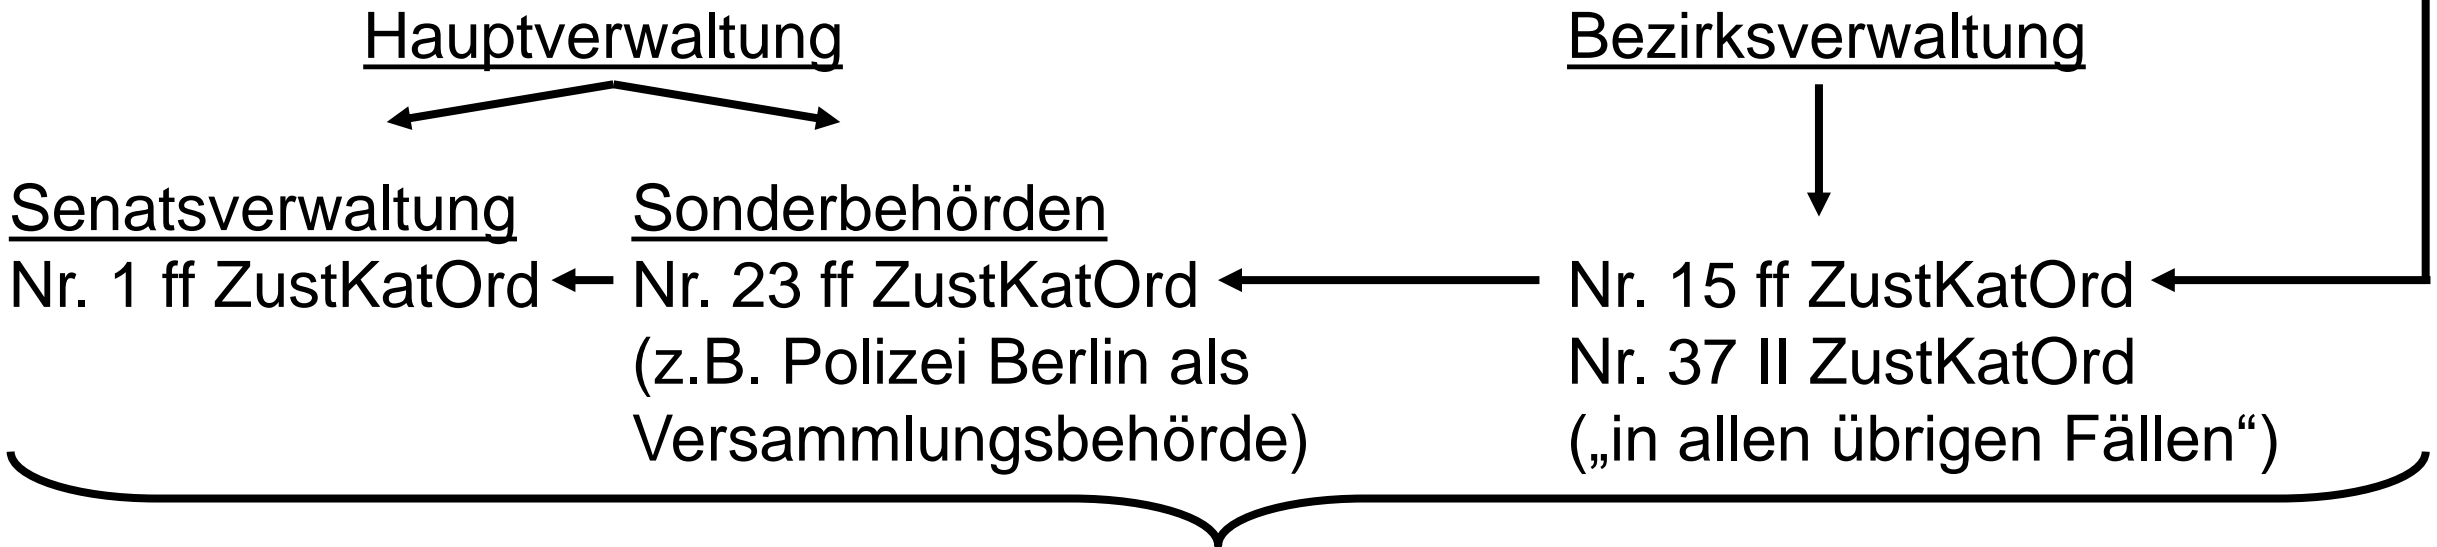 Hauptverwaltung
Bezirksverwaltung
Senatsverwaltung
Nr. 1 ff ZustKatOrd
Sonderbehörden
Nr. 23 ff ZustKatOrd
(z.B. Polizei Berlin als
Versammlungsbehörde)
Nr. 15 ff ZustKatOrd
Nr. 37 II ZustKatOrd
(„in allen übrigen Fällen“)